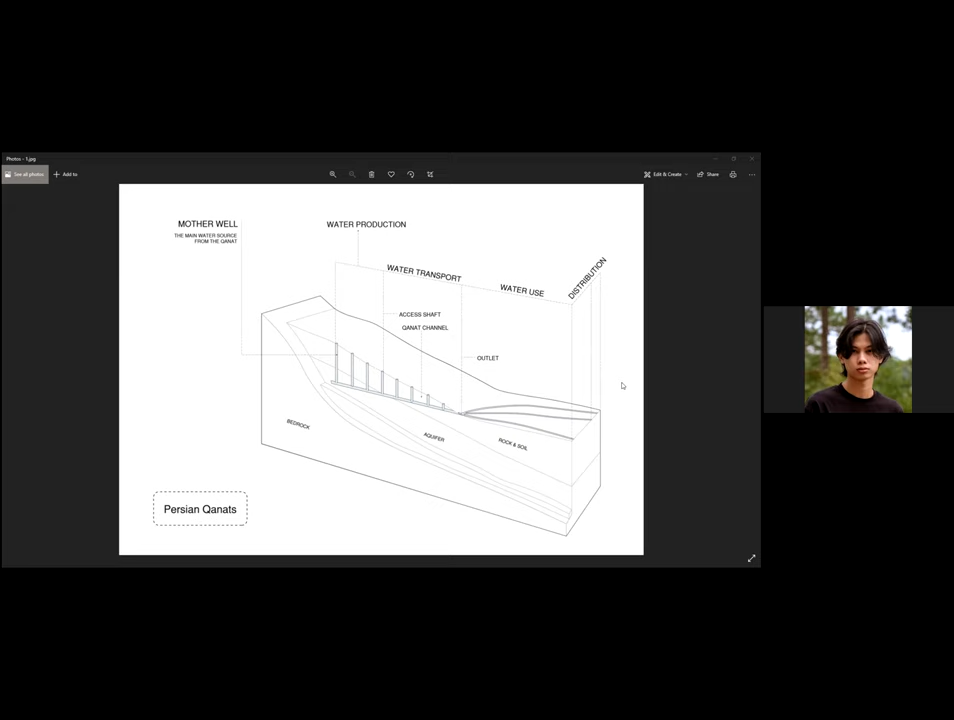 Photos - 1.jpg
See all photos
Add to
Edit & Create
Share
MOTHER WELL
THE MAIN WATER SOURCE
FROM THE QANAT
WATER PRODUCTION
WATER TRANSPORT
WATER USE
DISTRIBUTION
ACCESS SHAFT
QANAT CHANNEL
OUTLET
BEDROCK
AQUIFER
ROCK & SOIL
Persian Qanats